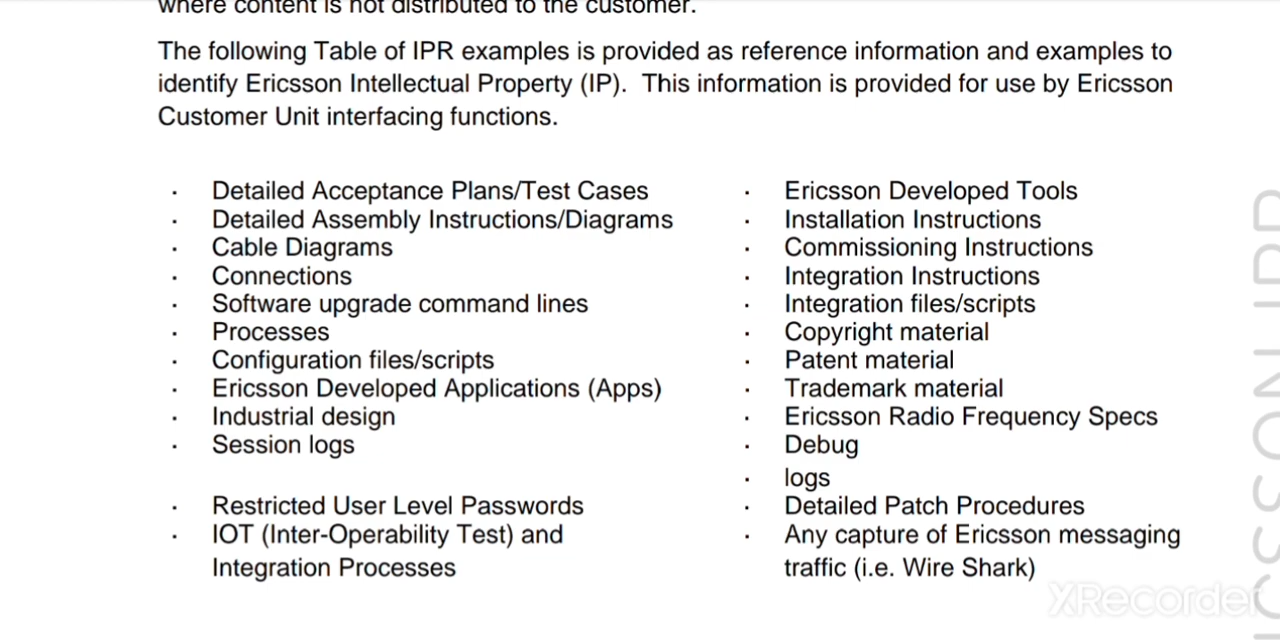 where content is not distributed to the customer.
The following Table of IPR examples is provided as reference information and examples to
identify Ericsson Intellectual Property (IP).  This information is provided for use by Ericsson
Customer Unit interfacing functions.
· Detailed Acceptance Plans/Test Cases
· Detailed Assembly Instructions/Diagrams
· Cable Diagrams
· Connections
· Software upgrade command lines
· Processes
· Configuration files/scripts
· Ericsson Developed Applications (Apps)
· Industrial design
· Session logs
· Restricted User Level Passwords
· IOT (Inter-Operability Test) and
Integration Processes
· Ericsson Developed Tools
· Installation Instructions
· Commissioning Instructions
· Integration Instructions
· Integration files/scripts
· Copyright material
· Patent material
· Trademark material
· Ericsson Radio Frequency Specs
· Debug
· logs
· Detailed Patch Procedures
· Any capture of Ericsson messaging
traffic (i.e. Wire Shark)
XRecorder